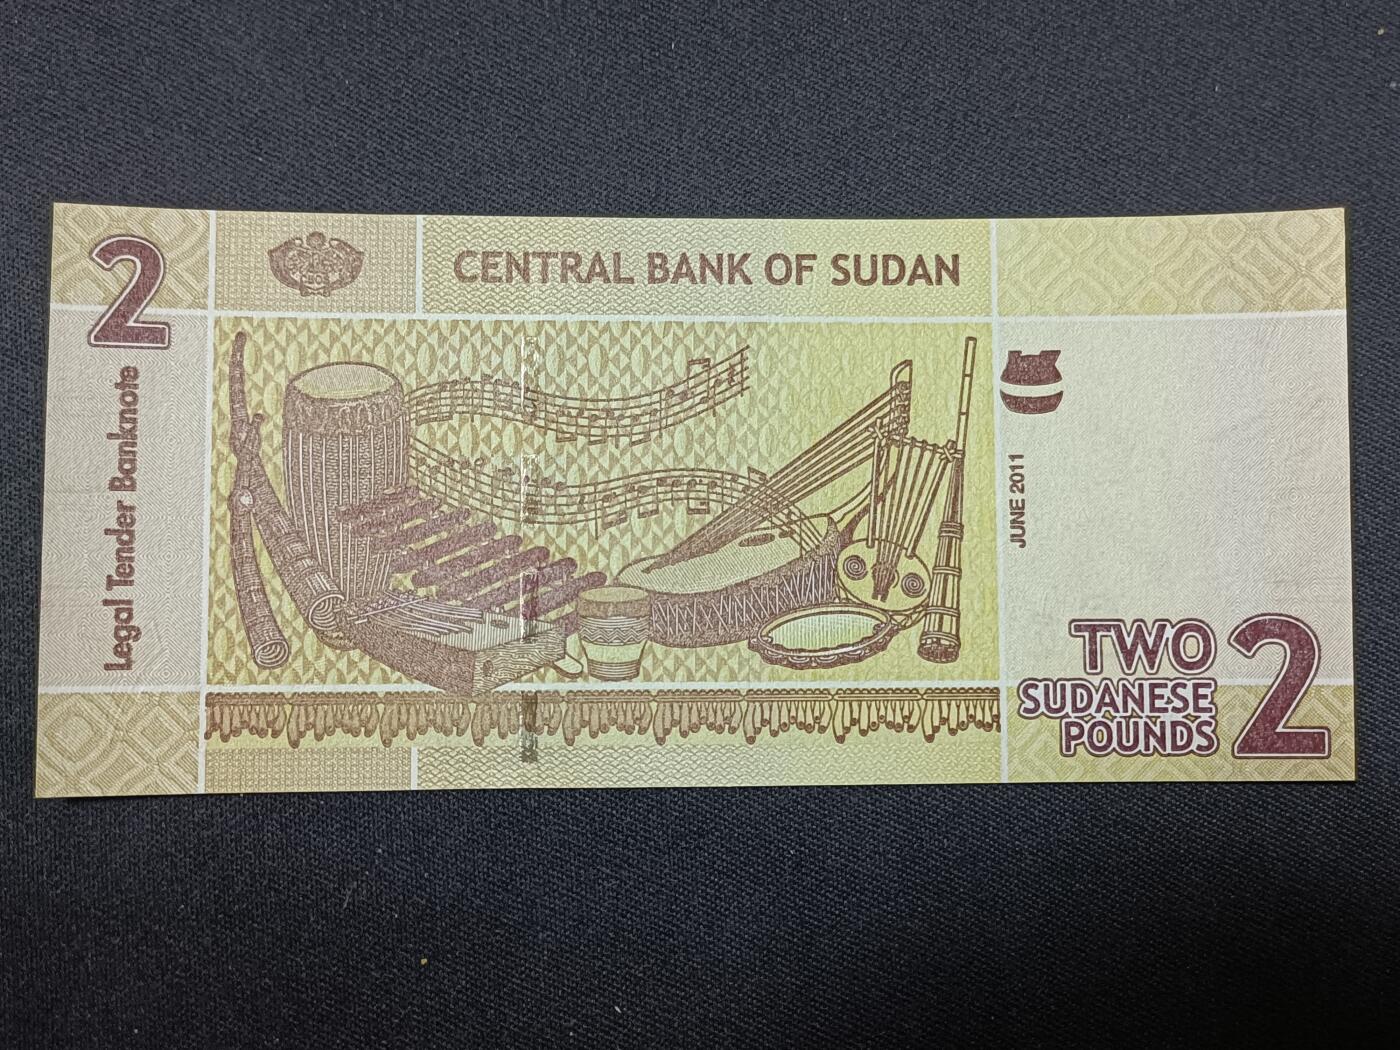 2
CENTRAL BANK OF SUDAN
Legal Tender Banknote
JUNE 2011
TWO
SUDANESE
POUNDS
2